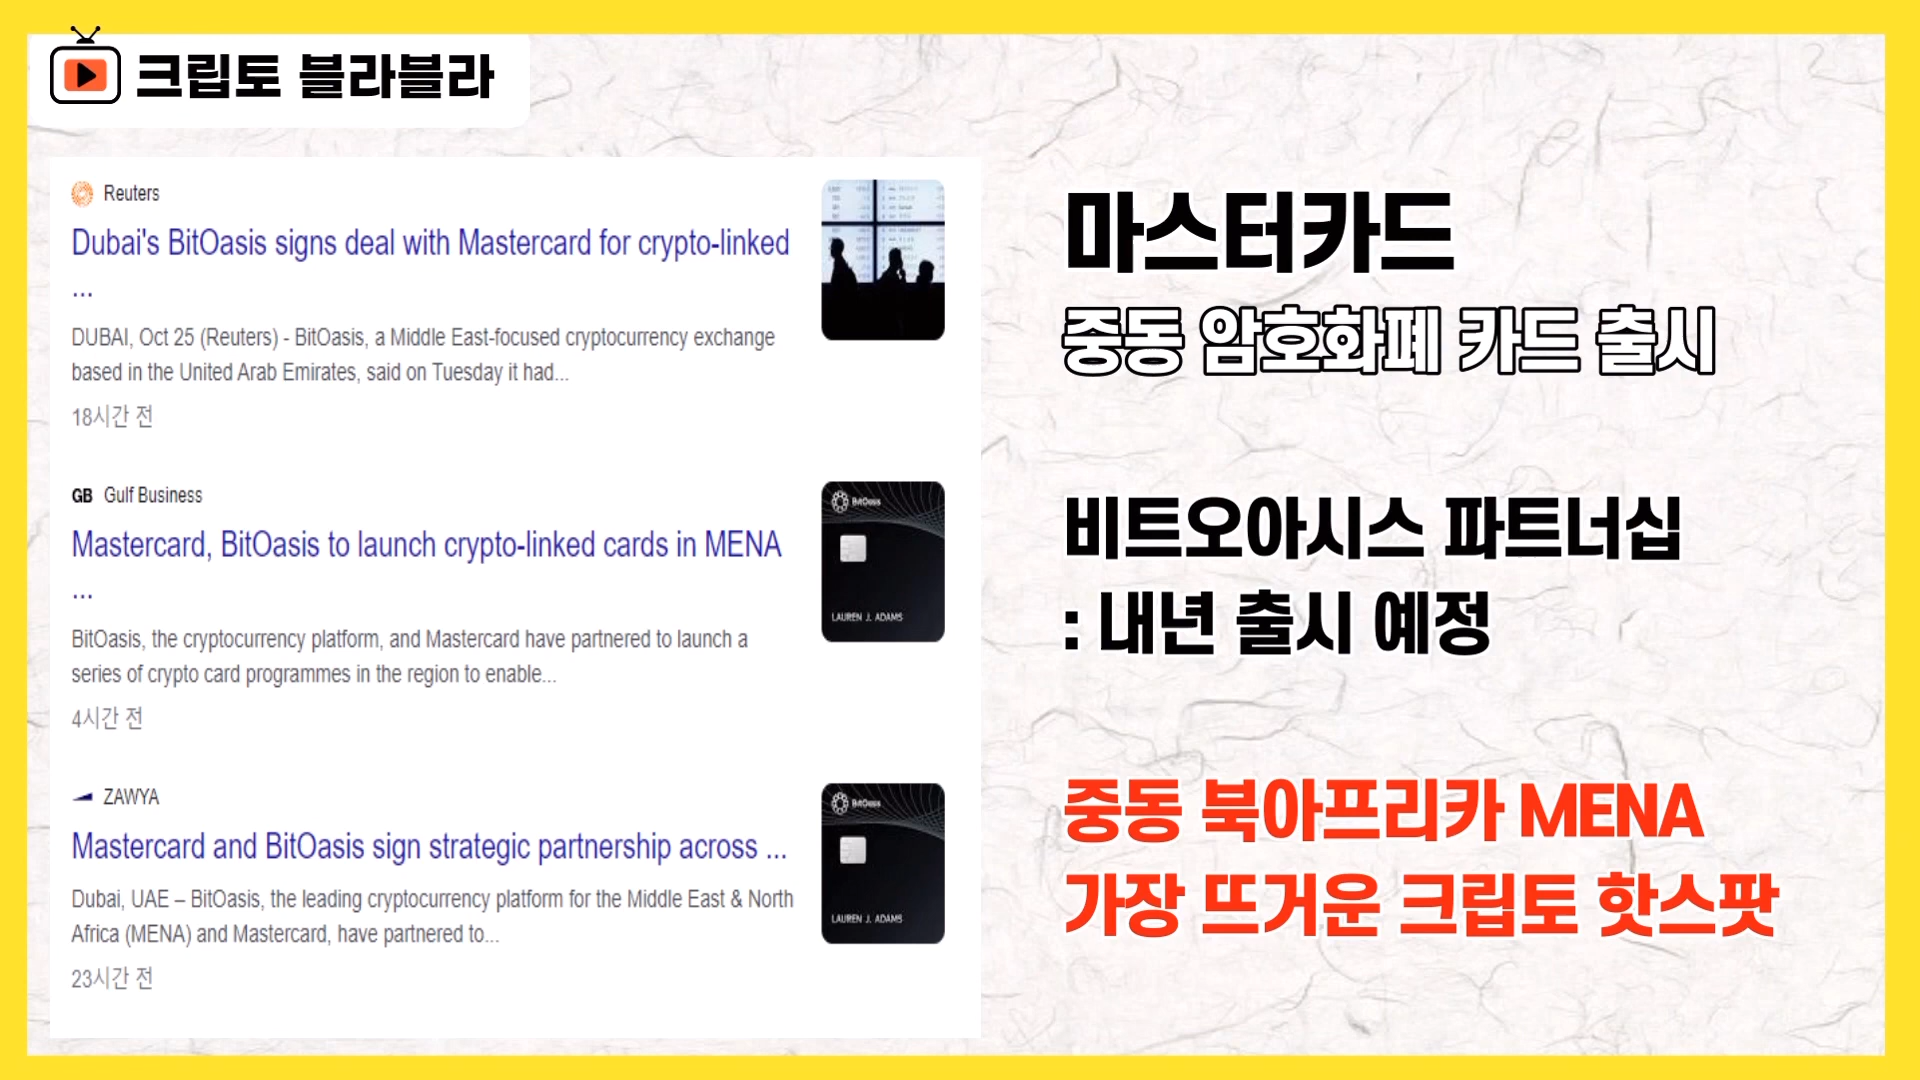 크립토 블라블라
Reuters
Dubai's BitOasis signs deal with Mastercard for crypto-linked
...
DUBAI, Oct 25 (Reuters) - BitOasis, a Middle East-focused cryptocurrency exchange
based in the United Arab Emirates, said on Tuesday it had...
18시간 전
GB Gulf Business
Mastercard, BitOasis to launch crypto-linked cards in MENA
...
BitOasis, the cryptocurrency platform, and Mastercard have partnered to launch a
series of crypto card programmes in the region to enable...
4시간 전
BitOasis
LAUREN J. ADAMS
ZAWYA
Mastercard and BitOasis sign strategic partnership across ...
Dubai, UAE – BitOasis, the leading cryptocurrency platform for the Middle East & North
Africa (MENA) and Mastercard, have partnered to...
23시간 전
BitOasis
LAUREN J. ADAMS
마스터카드
중동 암호화폐 카드 출시
비트오아시스 파트너십
: 내년 출시 예정
중동 북아프리카 MENA
가장 뜨거운 크립토 핫스팟